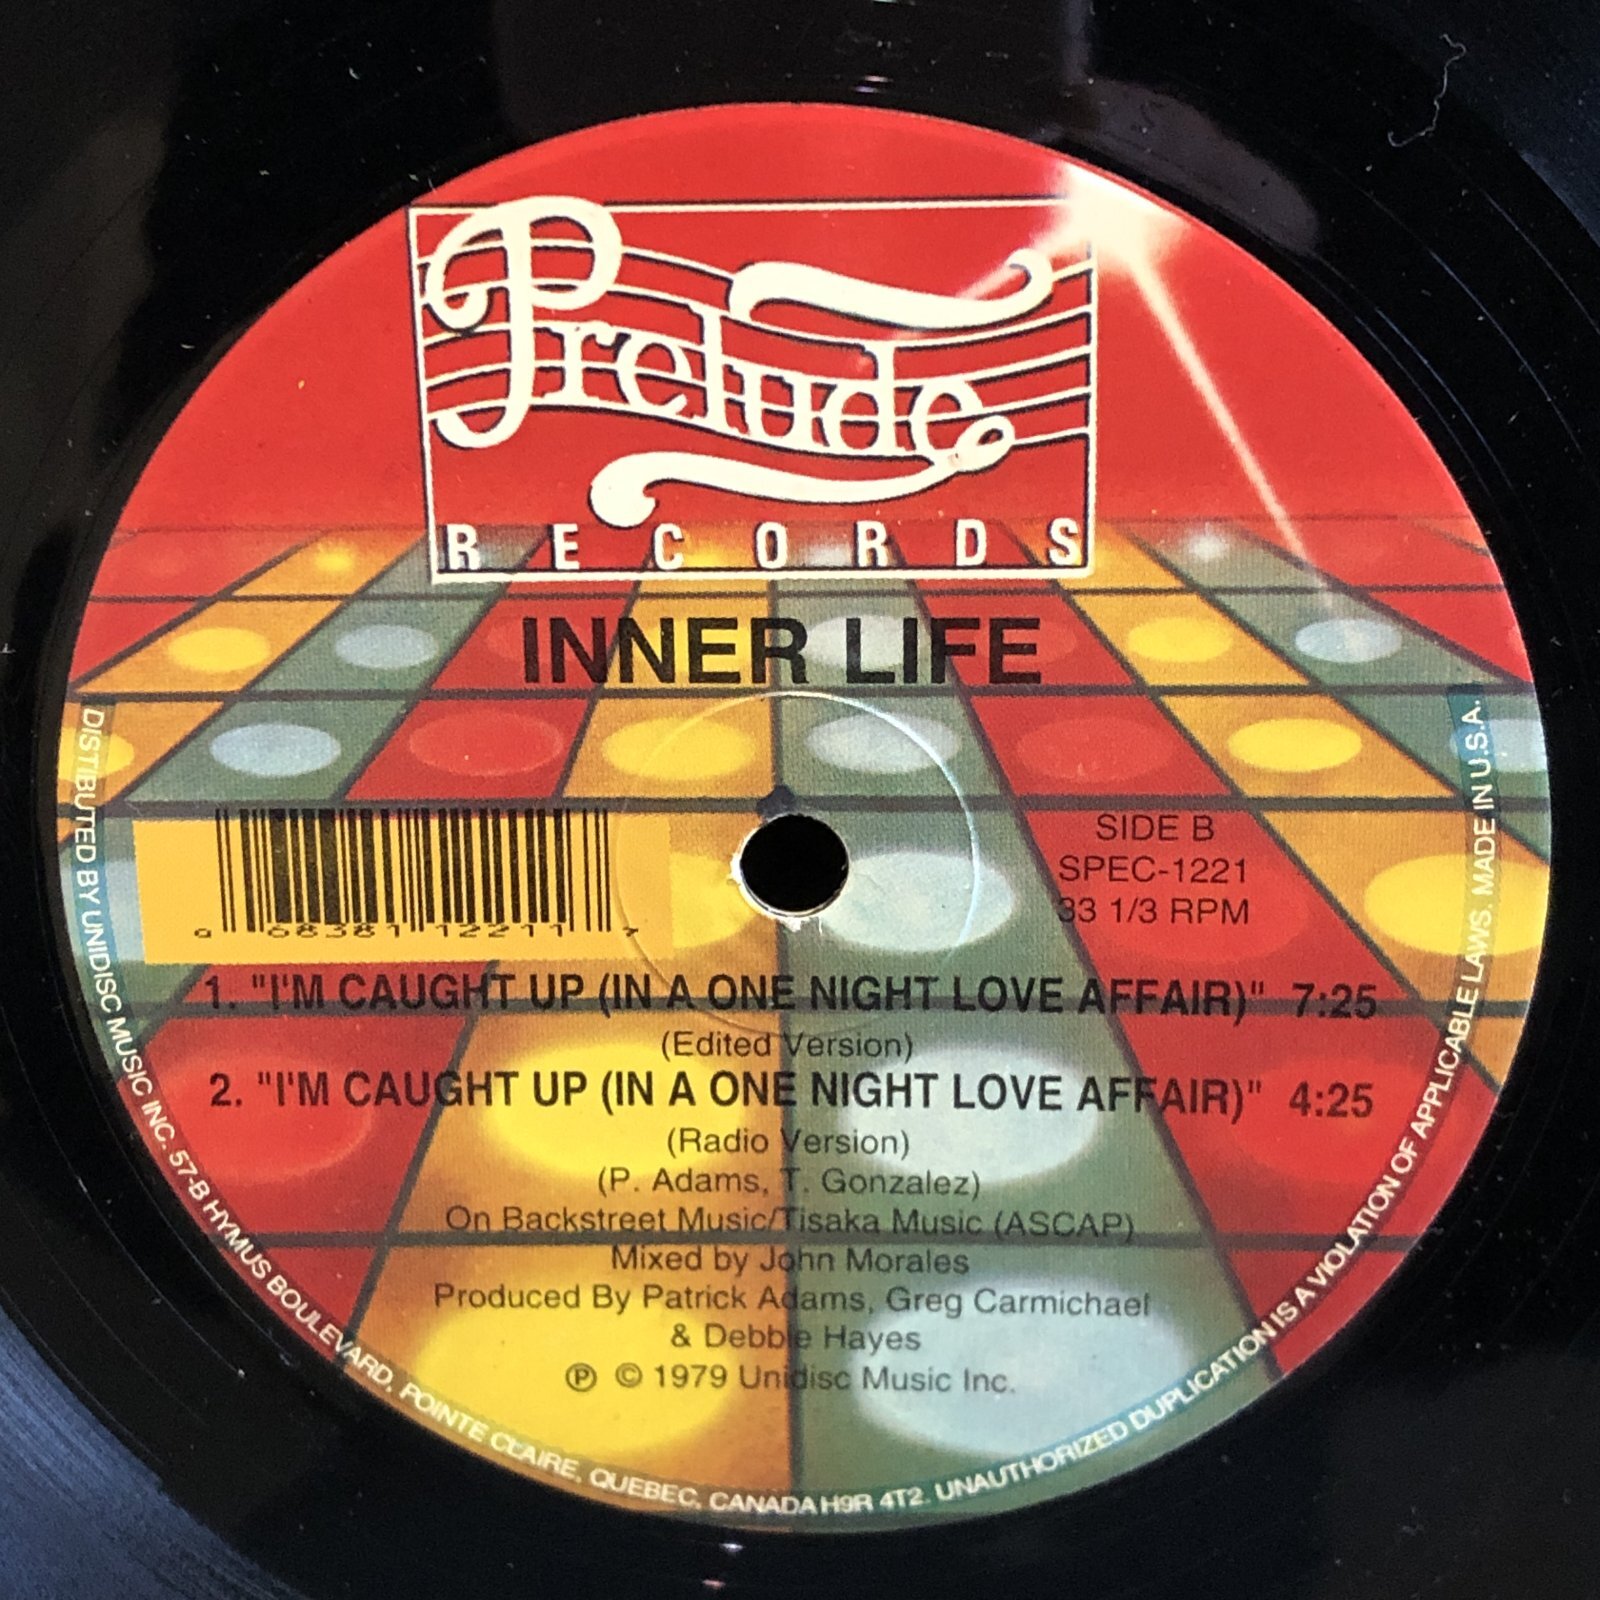 Prelude
RECORDS
INNER LIFE
SIDE B
SPEC-1221
33 1/3 RPM
0 68381 12211 7
1. "I'M CAUGHT UP (IN A ONE NIGHT LOVE AFFAIR)" 7:25
(Edited Version)
2. "I'M CAUGHT UP (IN A ONE NIGHT LOVE AFFAIR)" 4:25
(Radio Version)
(P. Adams, T. Gonzalez)
On Backstreet Music/Tisaka Music (ASCAP)
Mixed by John Morales
Produced By Patrick Adams, Greg Carmichael
& Debbie Hayes
Ⓟ © 1979 Unidisc Music Inc.
DISTIBUTED BY UNIDISC MUSIC INC. 57-B HYMUS BOULEVARD, POINTE CLAIRE, QUEBEC, CANADA H9R 4T2. UNAUTHORIZED DUPLICATION IS A VIOLATION OF APPLICABLE LAWS. MADE IN U.S.A.